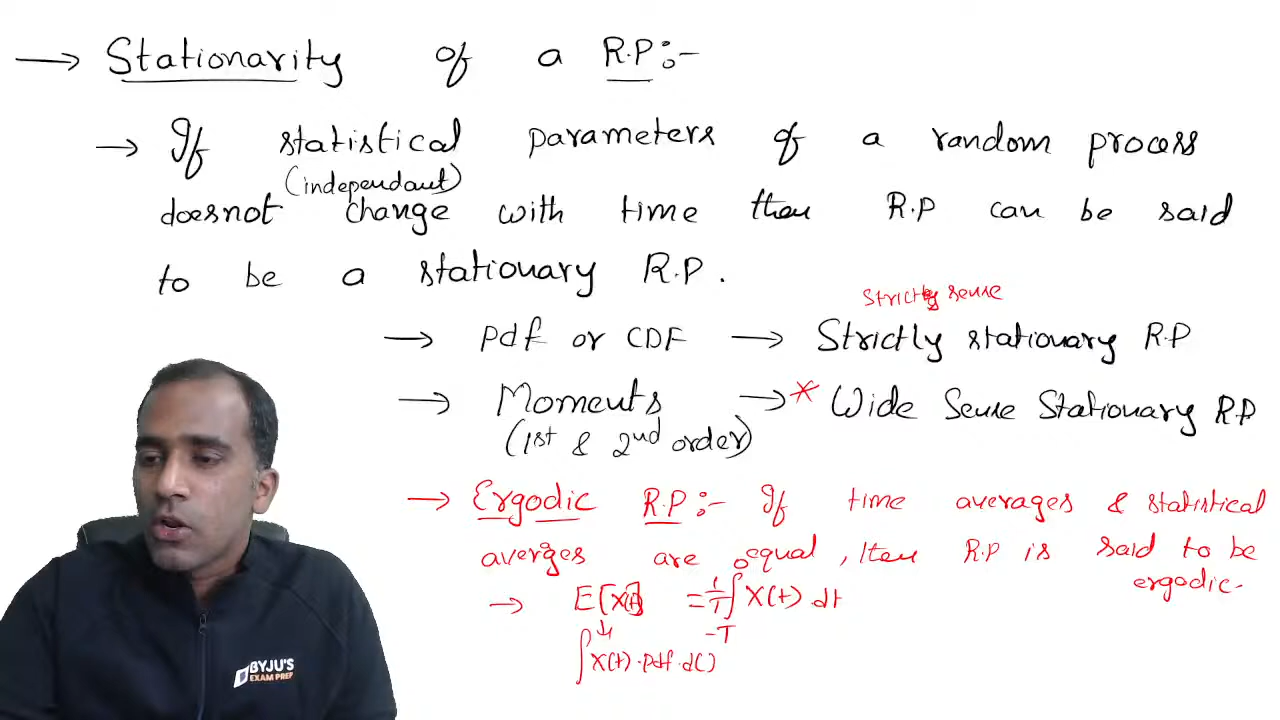 → Stationarity of a R.P:-
→ If statistical parameters of a random process
(independant)
doesnot change with time then R.P can be said
to be a stationary R.P.
Strictly sense
→ Pdf or CDF → Strictly stationary R.P
→ Moments → * Wide Sense Stationary R.P
(1st & 2nd order)
→ Ergodic R.P:- If time averages & statistical
averges are equal, then R.P is said to be
ergodic.
→ E[X(t)] = 1/T ∫ X(t) dt
0
-T
↓
∫ X(t) · Pdf · d()
BYJU'S
EXAM PREP